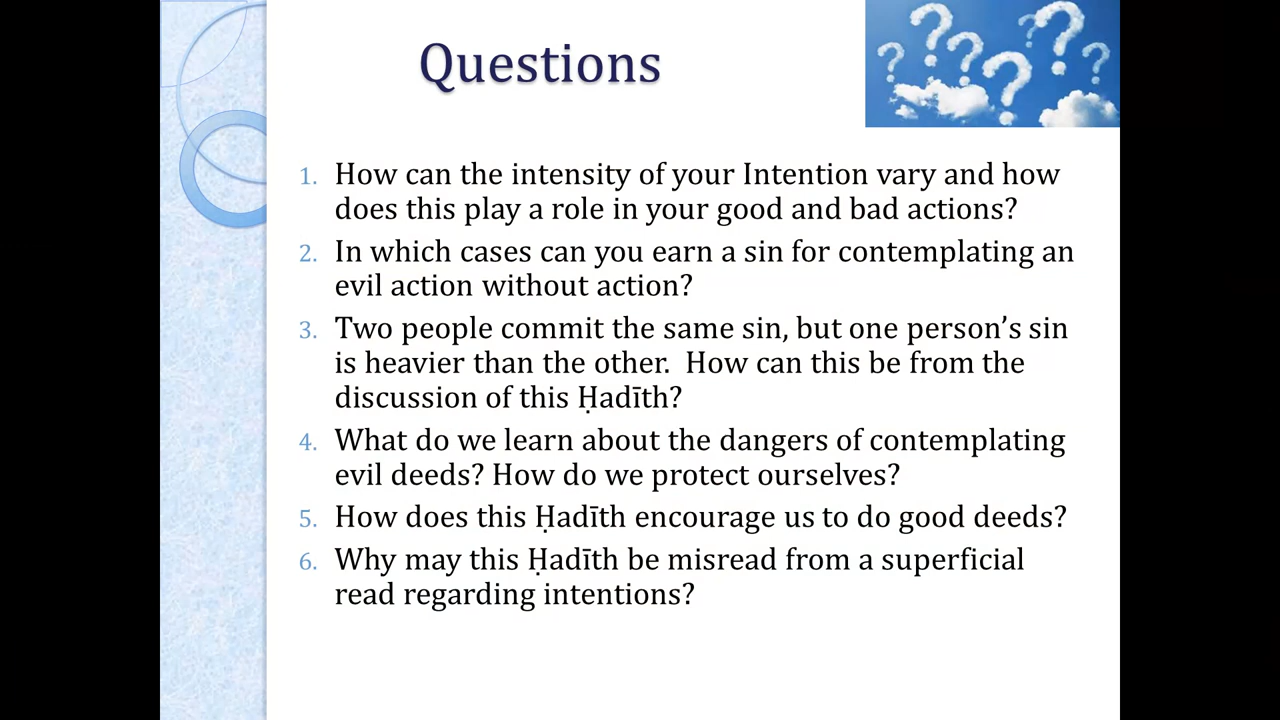 Questions
1. How can the intensity of your Intention vary and how
does this play a role in your good and bad actions?
2. In which cases can you earn a sin for contemplating an
evil action without action?
3. Two people commit the same sin, but one person’s sin
is heavier than the other.  How can this be from the
discussion of this Ḥadīth?
4. What do we learn about the dangers of contemplating
evil deeds? How do we protect ourselves?
5. How does this Ḥadīth encourage us to do good deeds?
6. Why may this Ḥadīth be misread from a superficial
read regarding intentions?